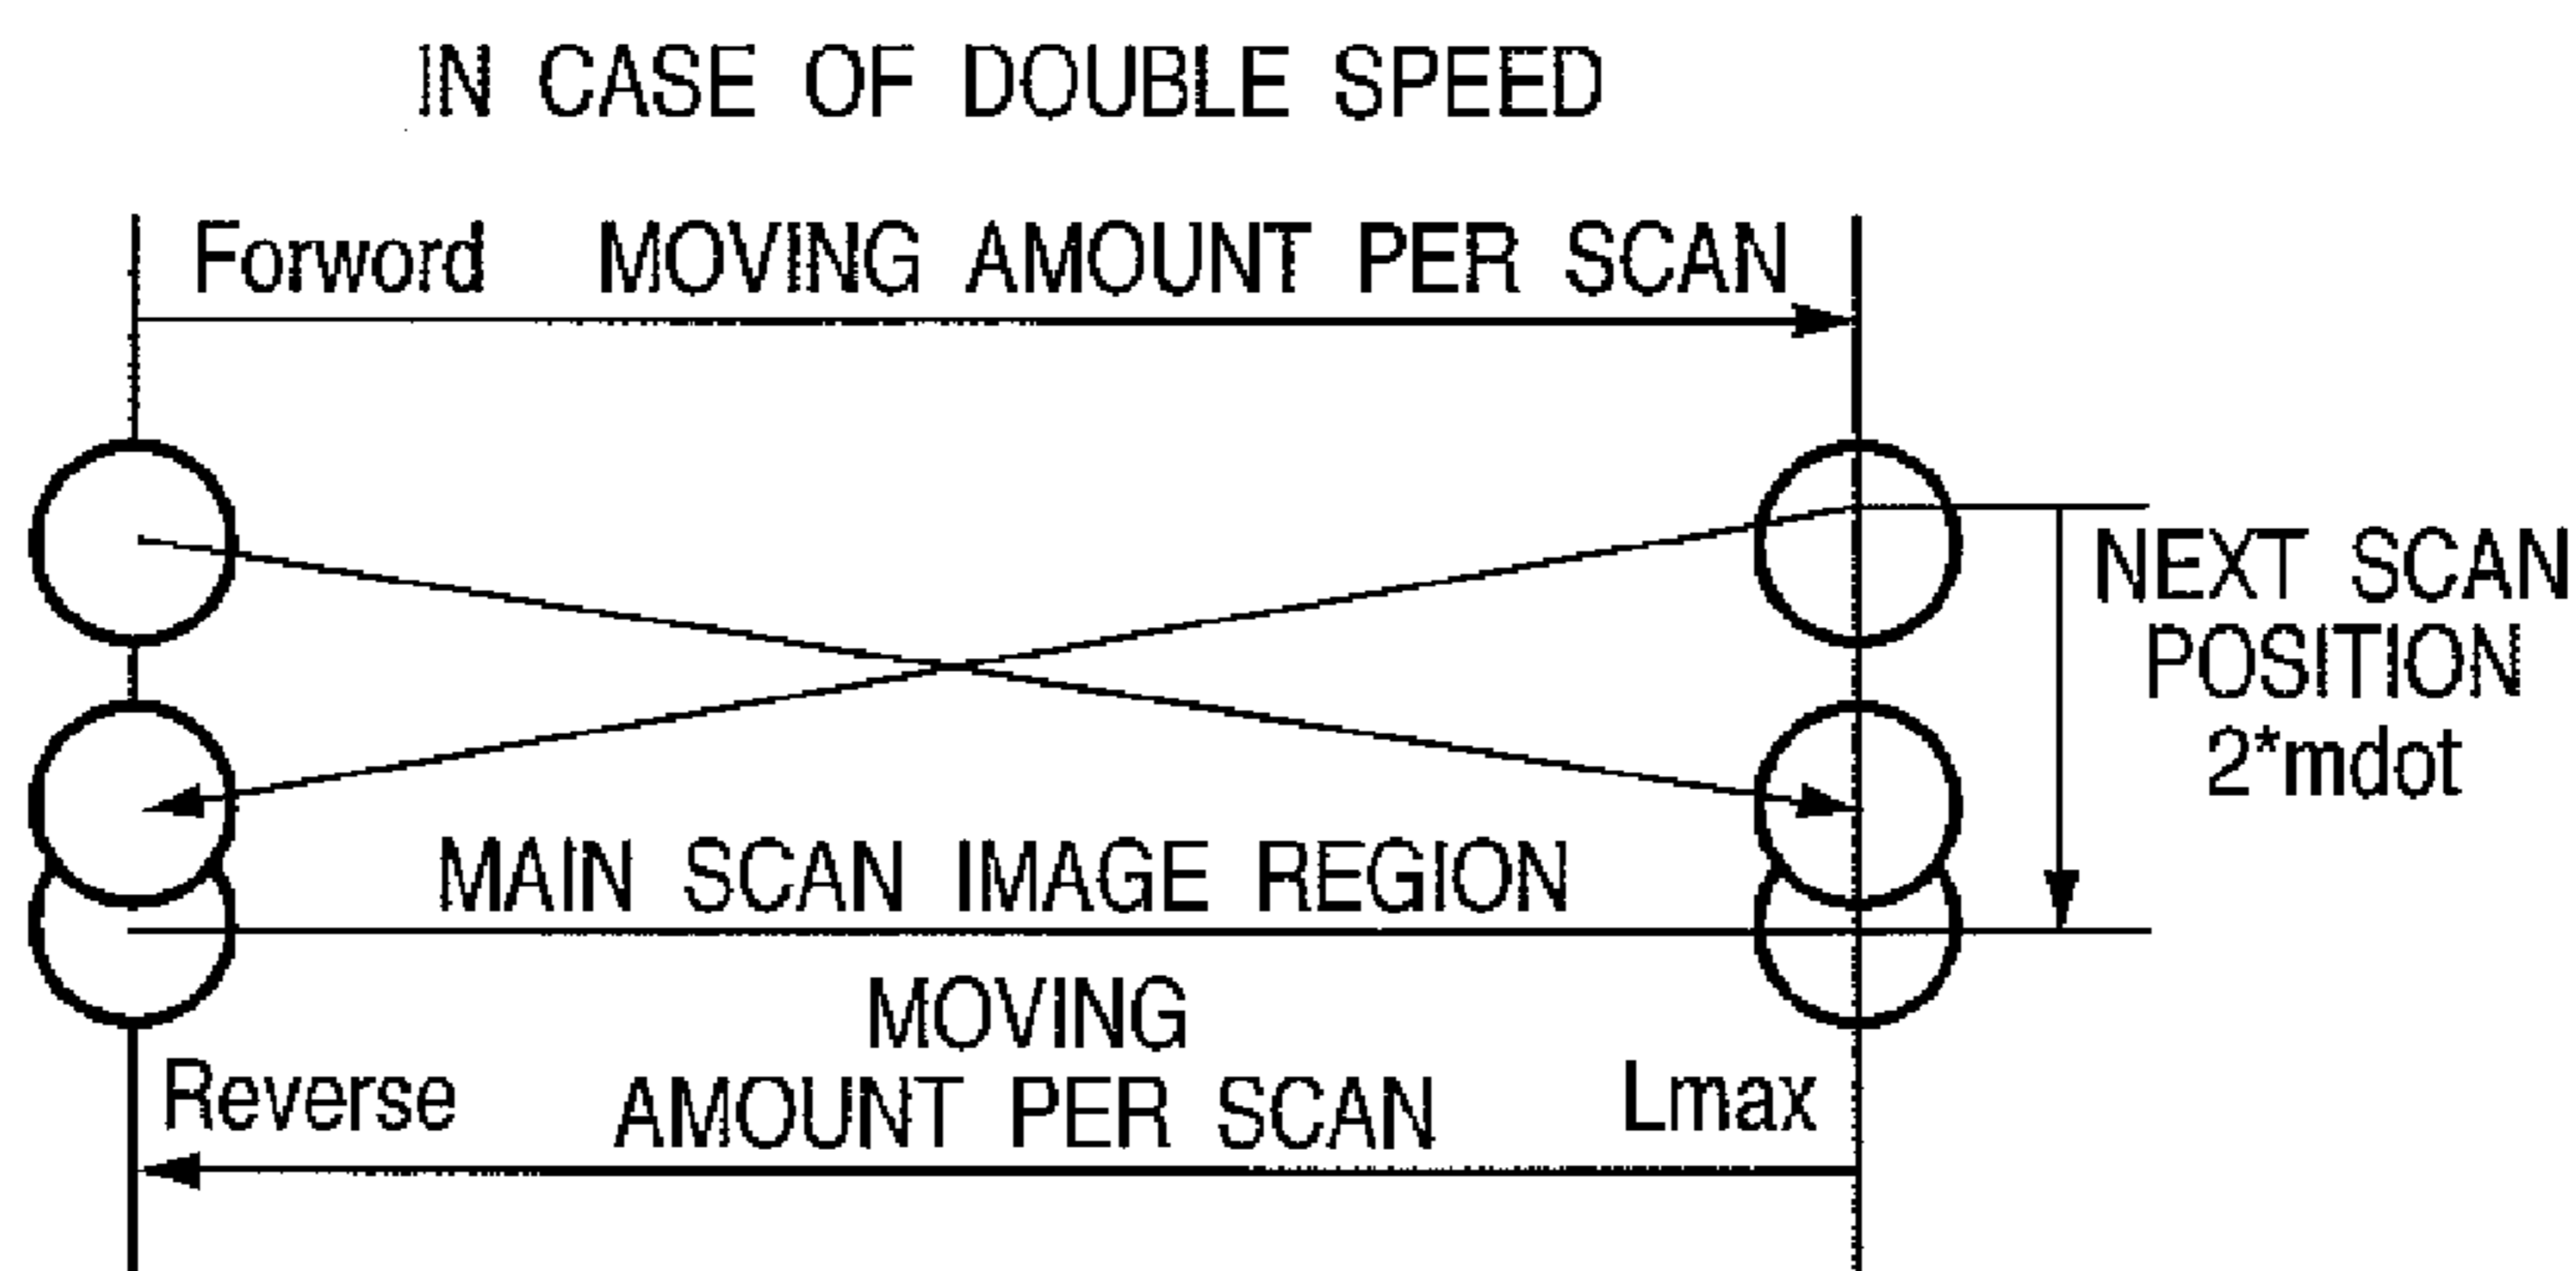 IN CASE OF DOUBLE SPEED
Forword MOVING AMOUNT PER SCAN
NEXT SCAN
POSITION
2*mdot
MAIN SCAN IMAGE REGION
MOVING
AMOUNT PER SCAN
Reverse
Lmax